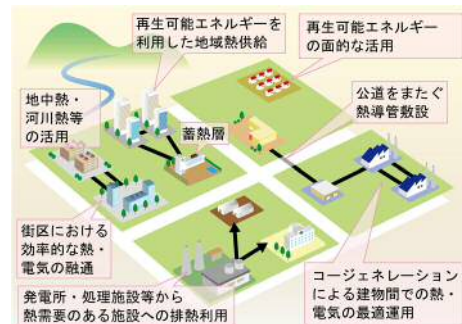 再生可能エネルギーを
利用した地域熱供給
再生可能エネルギー
の面的な活用
地中熱・
河川熱等
の活用
公道をまたぐ
熱導管敷設
蓄熱層
街区における
効率的な熱・
電気の融通
発電所・処理施設等から
熱需要のある施設への排熱利用
コージェネレーション
による建物間での熱・
電気の最適運用